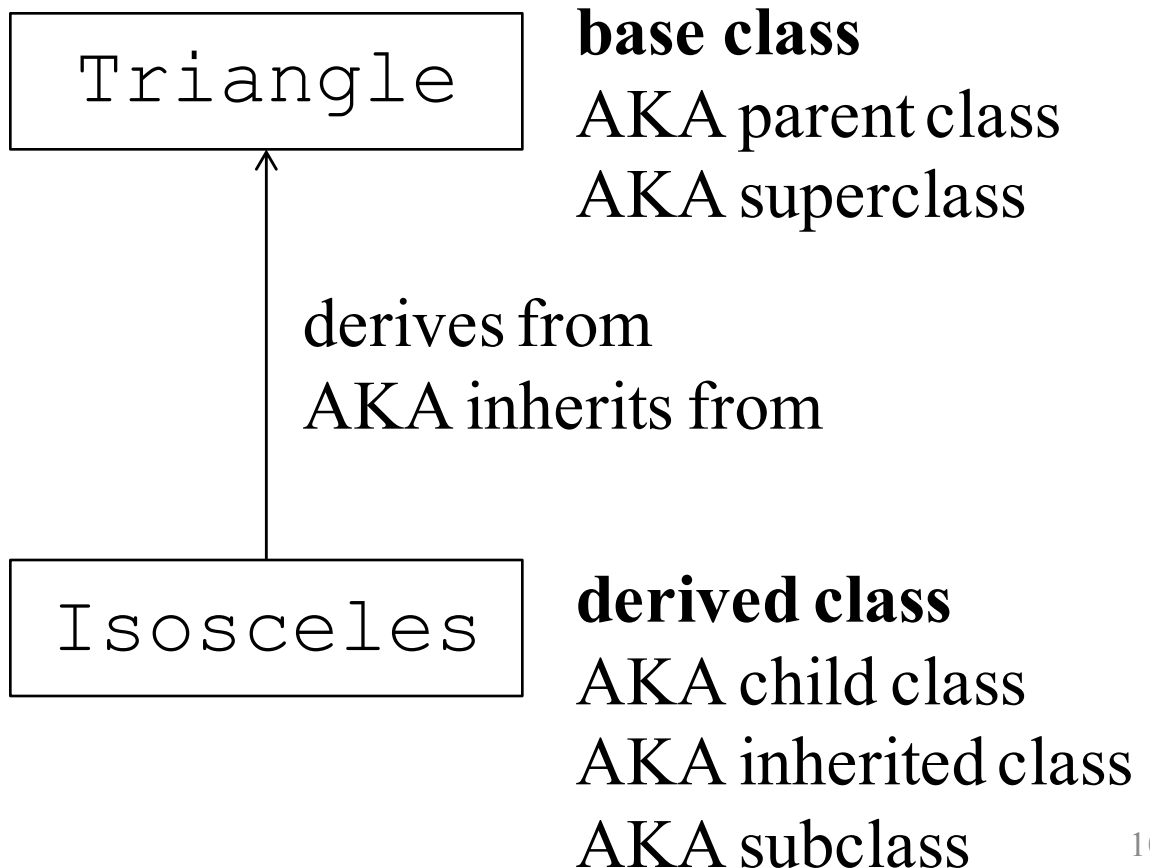 Triangle
base class
AKA parent class
AKA superclass
derives from
AKA inherits from
Isosceles
derived class
AKA child class
AKA inherited class
AKA subclass